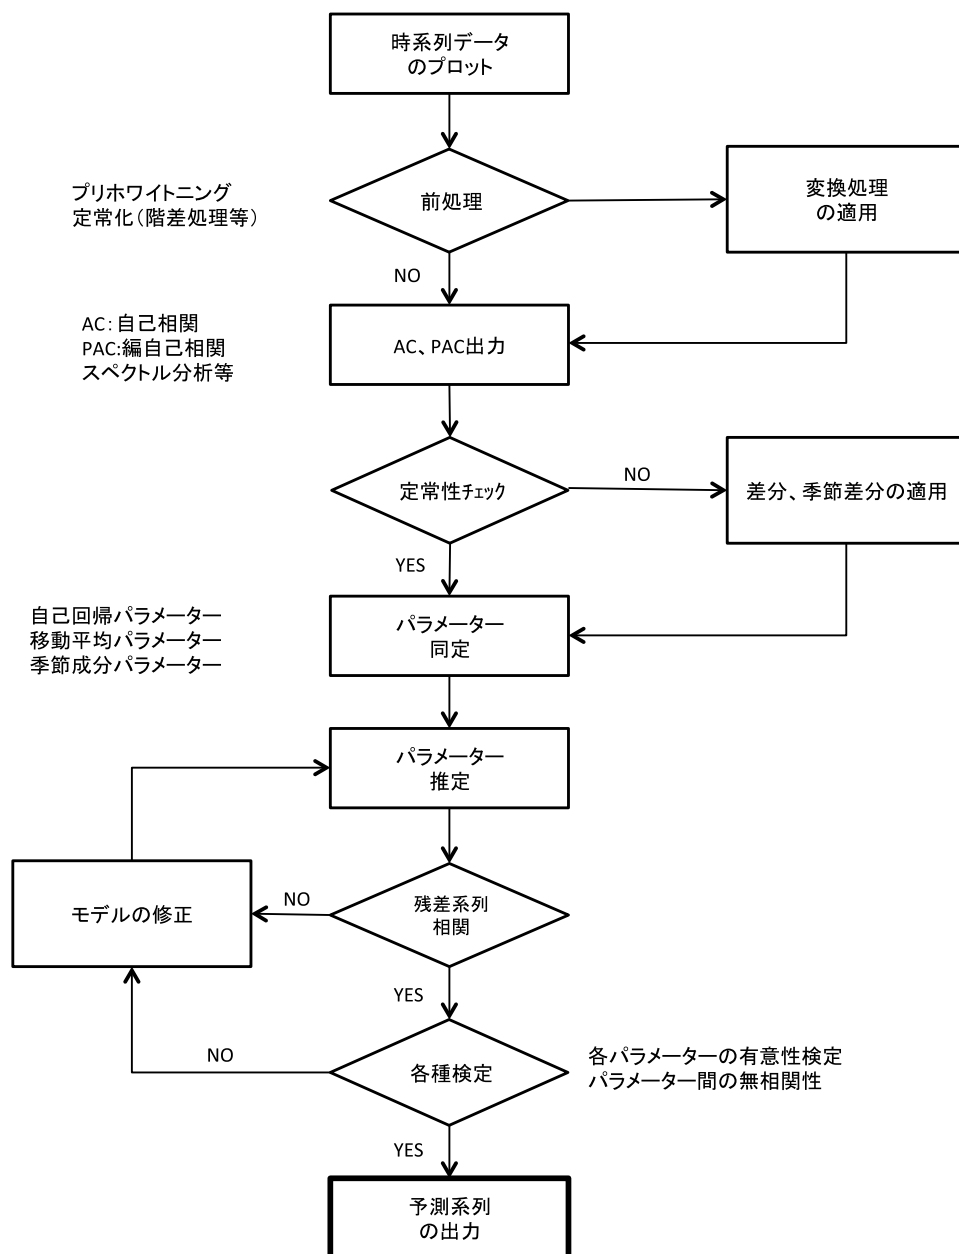 時系列データ
のプロット
プリホワイトニング
定常化（階差処理等）
前処理
変換処理
の適用
NO
AC：自己相関
PAC:編自己相関
スペクトル分析等
AC、PAC出力
定常性チェック
NO
差分、季節差分の適用
YES
自己回帰パラメーター
移動平均パラメーター
季節成分パラメーター
パラメーター
同定
パラメーター
推定
モデルの修正
NO
残差系列
相関
YES
NO
各種検定
各パラメーターの有意性検定
パラメーター間の無相関性
YES
予測系列
の出力